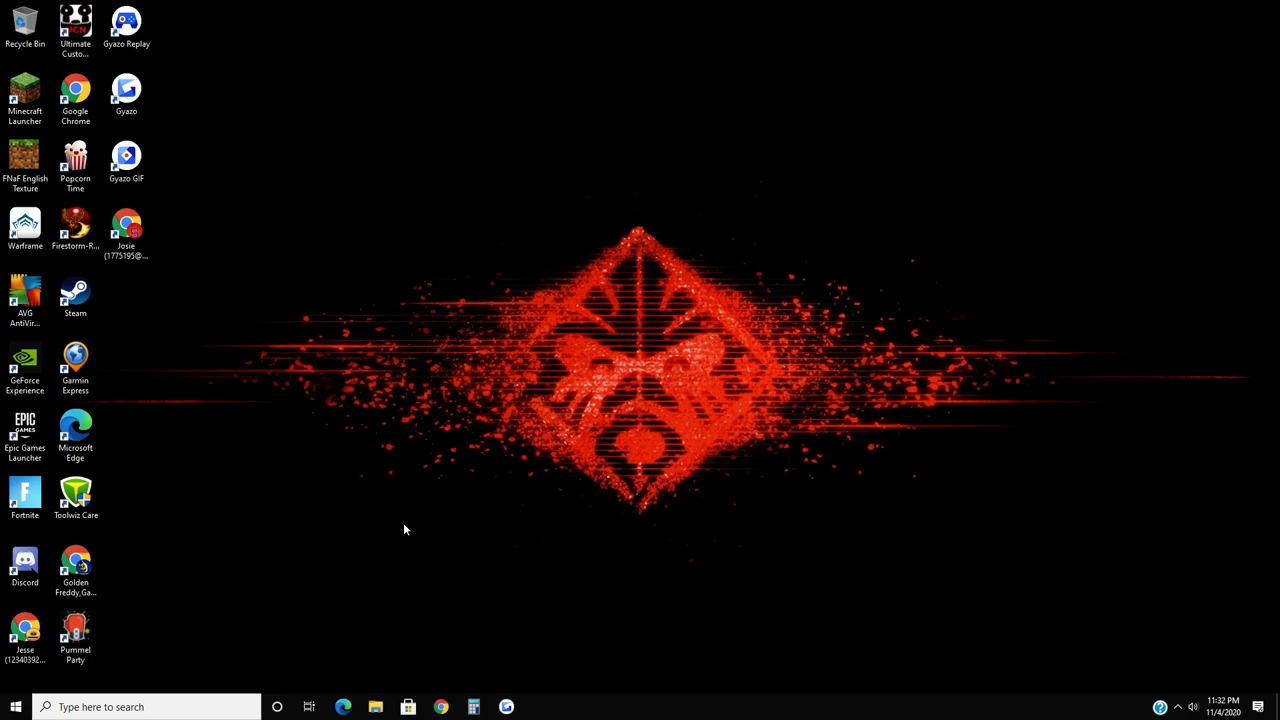 Recycle Bin
Ultimate
Custo...
Gyazo Replay
Minecraft
Launcher
Google
Chrome
Gyazo
FNaF English
Texture
Popcorn
Time
Gyazo GIF
Warframe
Firestorm-R...
Josie
(1775195@...
AVG
AntiVir...
Steam
GeForce
Experience
Garmin
Express
EPIC
GAMES
Epic Games
Launcher
Microsoft
Edge
Fortnite
Toolwiz Care
Discord
Golden
Freddy,Ga...
Jesse
(12340392...
Pummel
Party
Type here to search
11:32 PM
11/4/2020